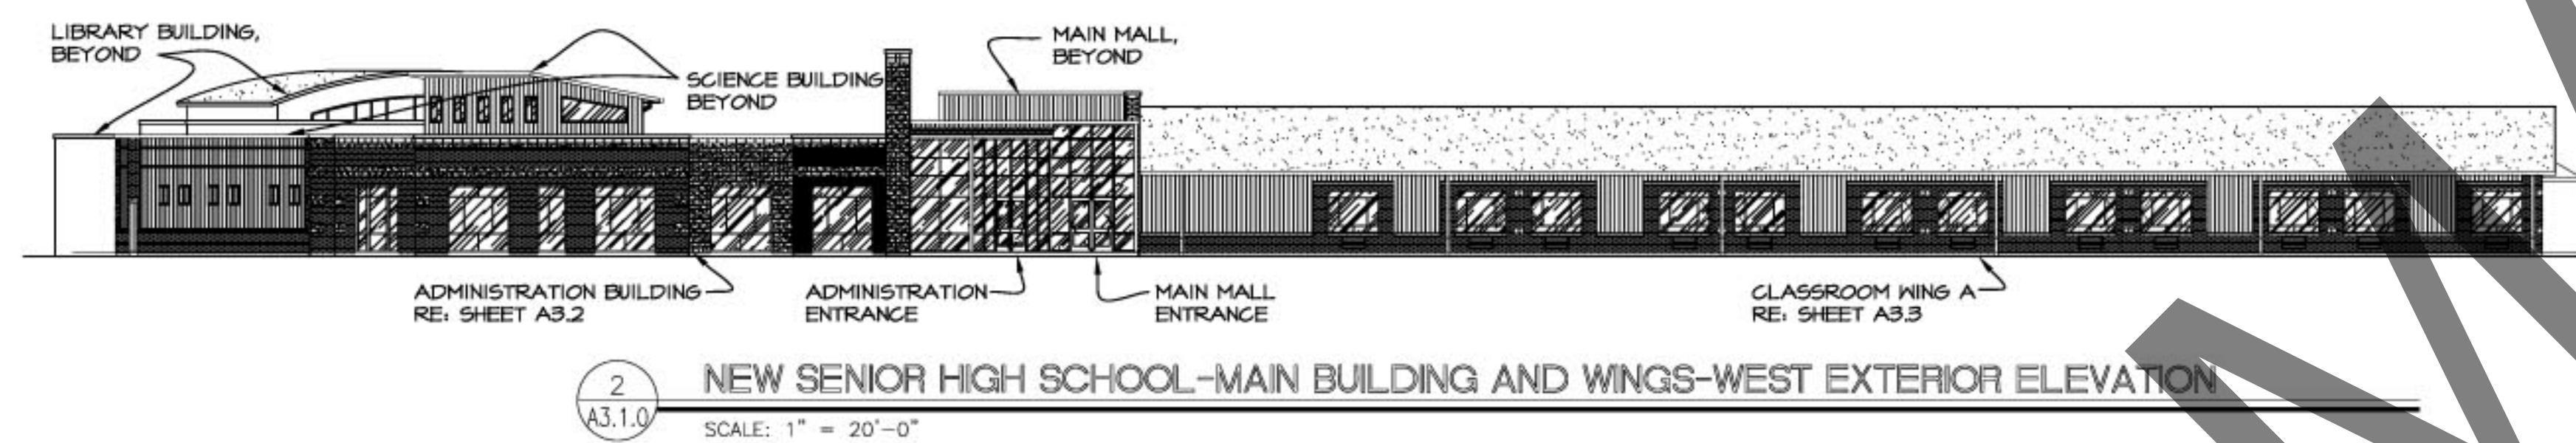 LIBRARY BUILDING,
BEYOND
SCIENCE BUILDING
BEYOND
MAIN MALL,
BEYOND
ADMINISTRATION BUILDING
RE: SHEET A3.2
ADMINISTRATION
ENTRANCE
MAIN MALL
ENTRANCE
CLASSROOM WING A
RE: SHEET A3.3
2
A3.1.0
NEW SENIOR HIGH SCHOOL-MAIN BUILDING AND WINGS-WEST EXTERIOR ELEVATION
SCALE: 1" = 20'-0"